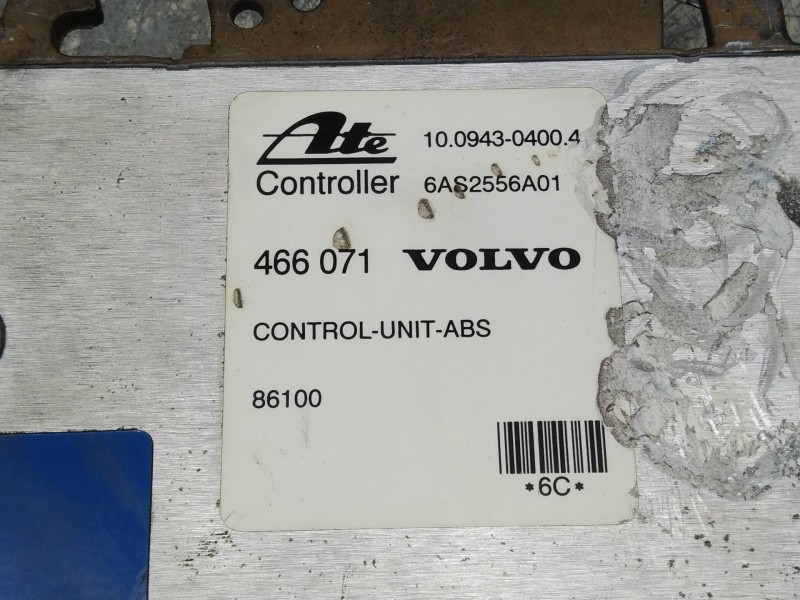 Ate 10.0943-0400.4
Controller 6AS2556A01
466 071 VOLVO
CONTROL-UNIT-ABS
86100
*6C*